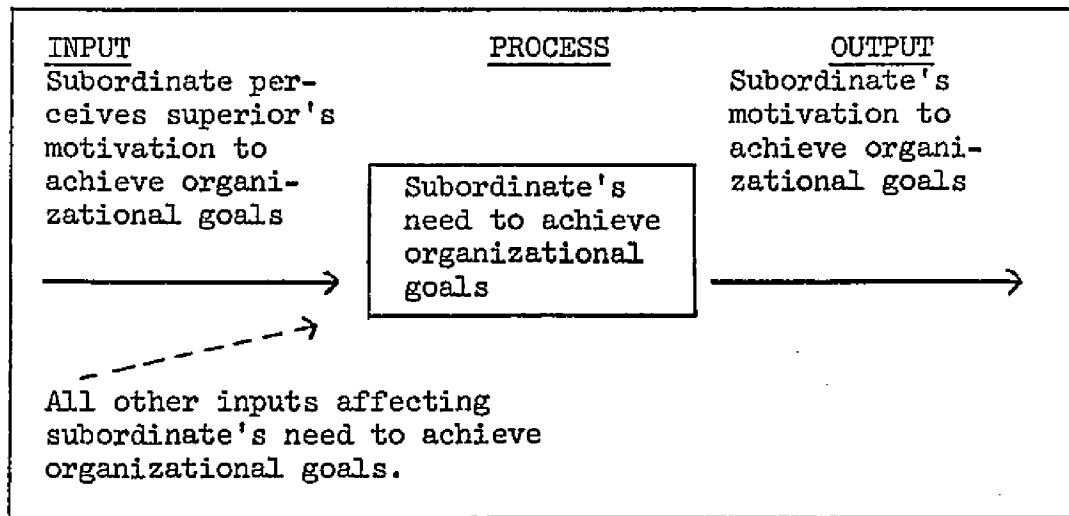 INPUT
Subordinate per-
ceives superior's
motivation to
achieve organi-
zational goals
PROCESS
Subordinate's
need to achieve
organizational
goals
OUTPUT
Subordinate's
motivation to
achieve organi-
zational goals
All other inputs affecting
subordinate's need to achieve
organizational goals.